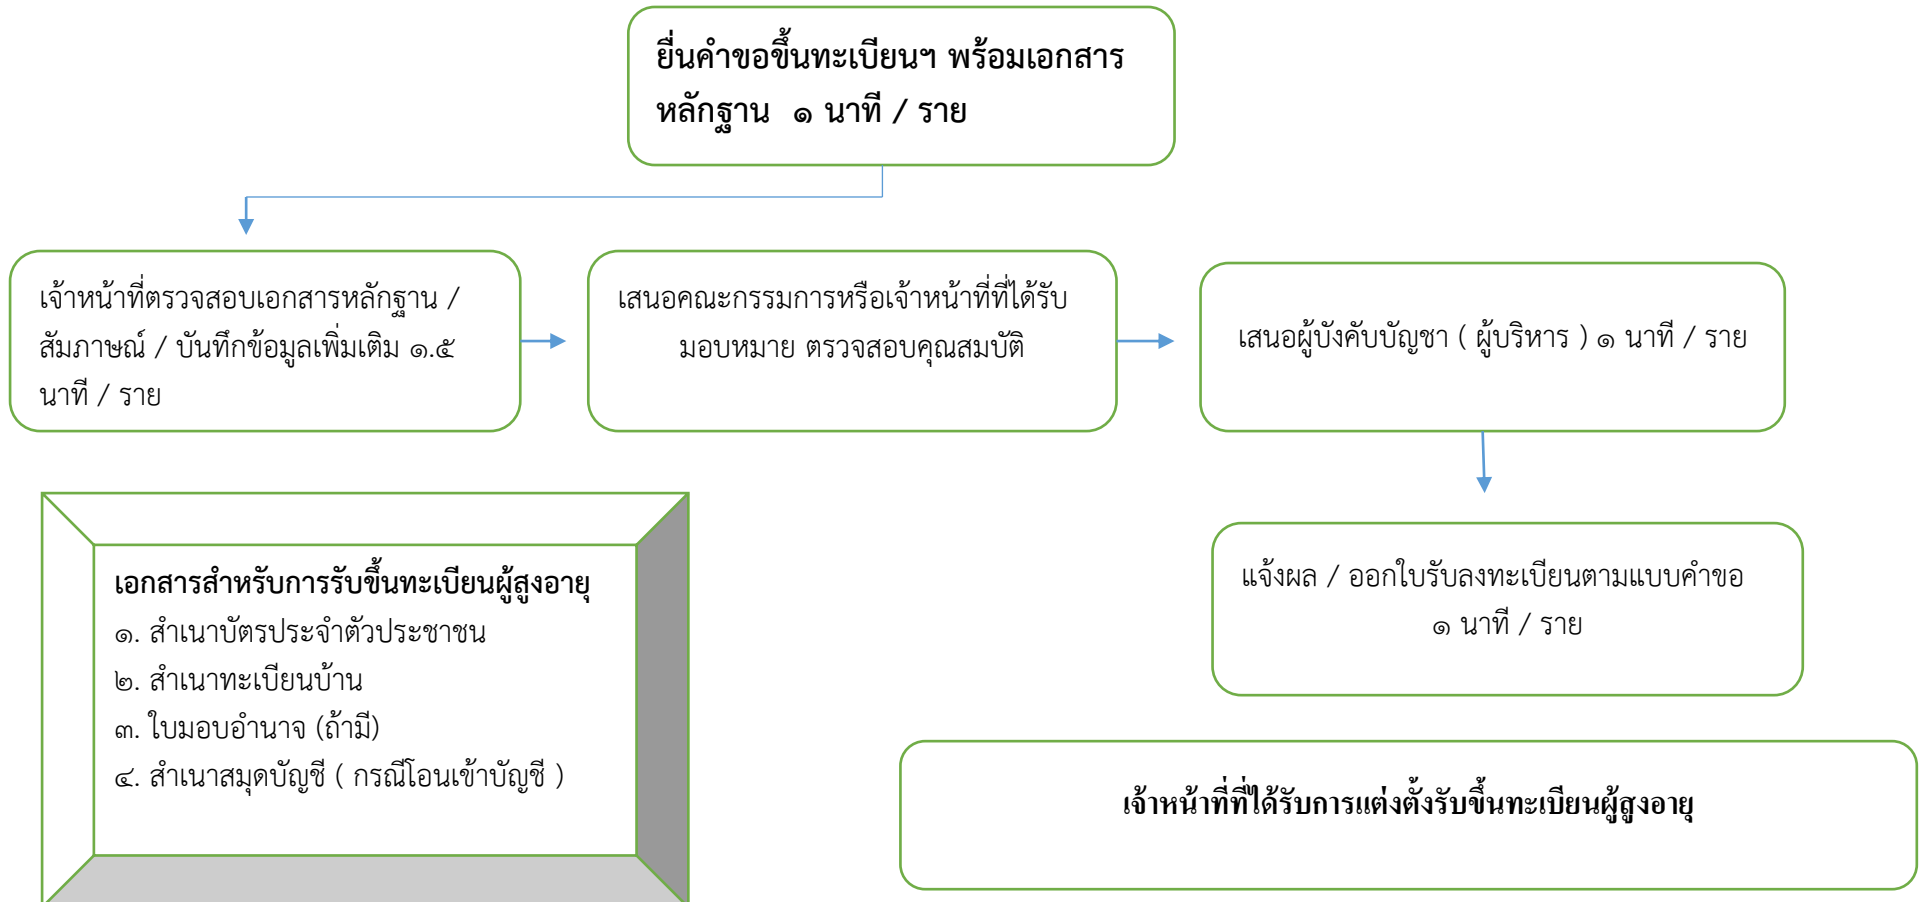 ยื่นคำขอขึ้นทะเบียนฯ พร้อมเอกสาร
หลักฐาน ๑ นาที / ราย
เจ้าหน้าที่ตรวจสอบเอกสารหลักฐาน /
สัมภาษณ์ / บันทึกข้อมูลเพิ่มเติม ๑.๕
นาที / ราย
เสนอคณะกรรมการหรือเจ้าหน้าที่ที่ได้รับ
มอบหมาย ตรวจสอบคุณสมบัติ
เสนอผู้บังคับบัญชา ( ผู้บริหาร ) ๑ นาที / ราย
แจ้งผล / ออกใบรับลงทะเบียนตามแบบคำขอ
๑ นาที / ราย
เอกสารสำหรับการรับขึ้นทะเบียนผู้สูงอายุ
๑. สำเนาบัตรประจำตัวประชาชน
๒. สำเนาทะเบียนบ้าน
๓. ใบมอบอำนาจ (ถ้ามี)
๔. สำเนาสมุดบัญชี ( กรณีโอนเข้าบัญชี )
เจ้าหน้าที่ที่ได้รับการแต่งตั้งรับขึ้นทะเบียนผู้สูงอายุ